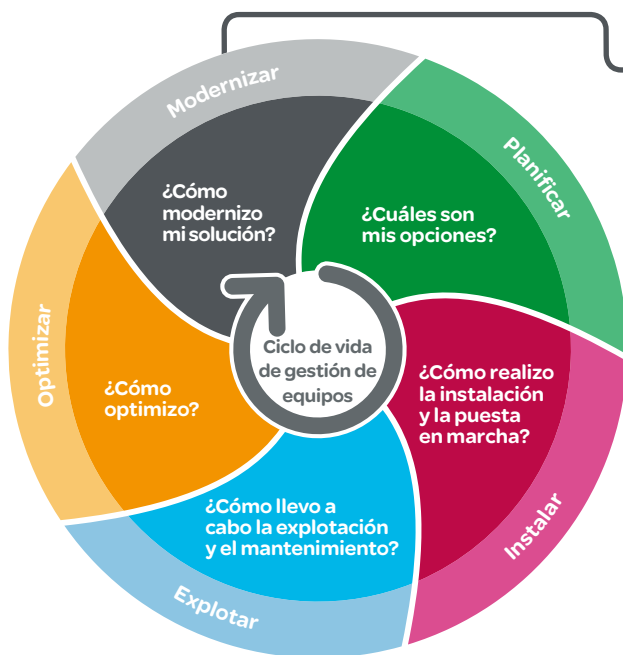 Modernizar
¿Cómo
modernizo
mi solución?
Planificar
¿Cuáles son
mis opciones?
Instalar
¿Cómo realizo
la instalación
y la puesta
en marcha?
Explotar
¿Cómo llevo a
cabo la explotación
y el mantenimiento?
Optimizar
¿Cómo
optimizo?
Ciclo de vida
de gestión de
equipos